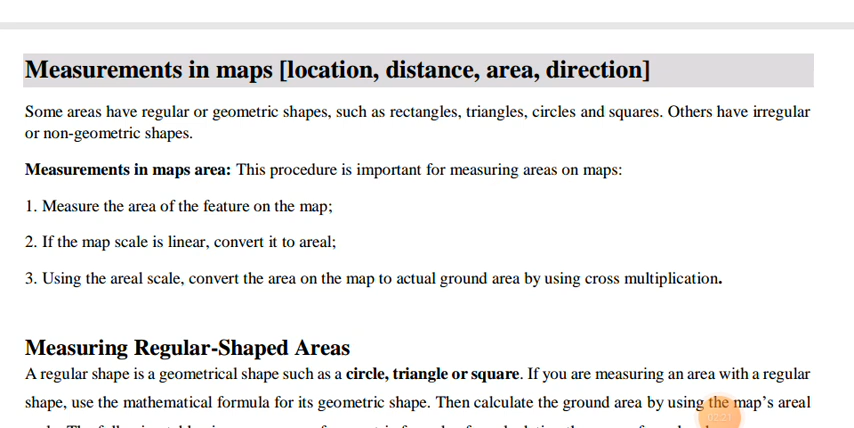 Measurements in maps [location, distance, area, direction]
Some areas have regular or geometric shapes, such as rectangles, triangles, circles and squares. Others have irregular
or non-geometric shapes.
Measurements in maps area: This procedure is important for measuring areas on maps:
1. Measure the area of the feature on the map;
2. If the map scale is linear, convert it to areal;
3. Using the areal scale, convert the area on the map to actual ground area by using cross multiplication.
Measuring Regular-Shaped Areas
A regular shape is a geometrical shape such as a circle, triangle or square. If you are measuring an area with a regular
shape, use the mathematical formula for its geometric shape. Then calculate the ground area by using the map's areal